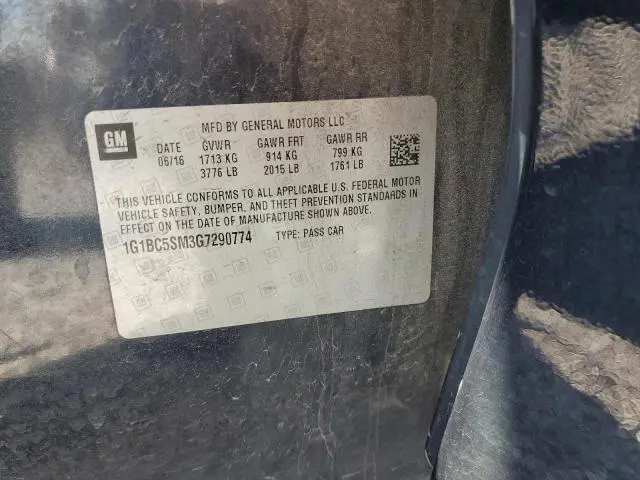 GM
MFD BY GENERAL MOTORS LLC
DATE GVWR GAWR FRT GAWR RR
06/16 1713 KG 914 KG 799 KG
3776 LB 2015 LB 1761 LB
THIS VEHICLE CONFORMS TO ALL APPLICABLE U.S. FEDERAL MOTOR
VEHICLE SAFETY, BUMPER, AND THEFT PREVENTION STANDARDS IN
EFFECT ON THE DATE OF MANUFACTURE SHOWN ABOVE.
1G1BC5SM3G7290774 TYPE: PASS CAR